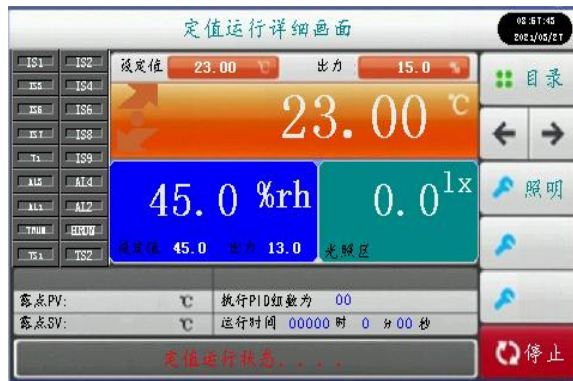 定值运行详细画面
08:57:45
2021/05/27
IS1 IS2
设定值 23.00 ℃ 出力 15.0 %
目录
IS4
IS6 IS6
IS7 IS8
23.00 ℃
T1 IS9
AL4
AL1 AL2
45.0 %rh
0.0 lx
照明
TRUN HRUN
TS1 TS2
设定值 45.0 出力 13.0
光照区
露点PV: ℃ 执行PID组数为 00
露点SV: ℃ 运行时间 00000 时 0 分 00 秒
定值运行状态....
停止